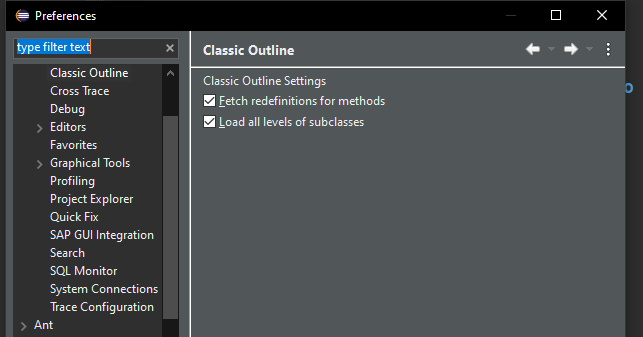 Preferences
type filter text
Classic Outline
Cross Trace
Debug
Editors
Favorites
Graphical Tools
Profiling
Project Explorer
Quick Fix
SAP GUI Integration
Search
SQL Monitor
System Connections
Trace Configuration
Ant
Classic Outline
Classic Outline Settings
Fetch redefinitions for methods
Load all levels of subclasses